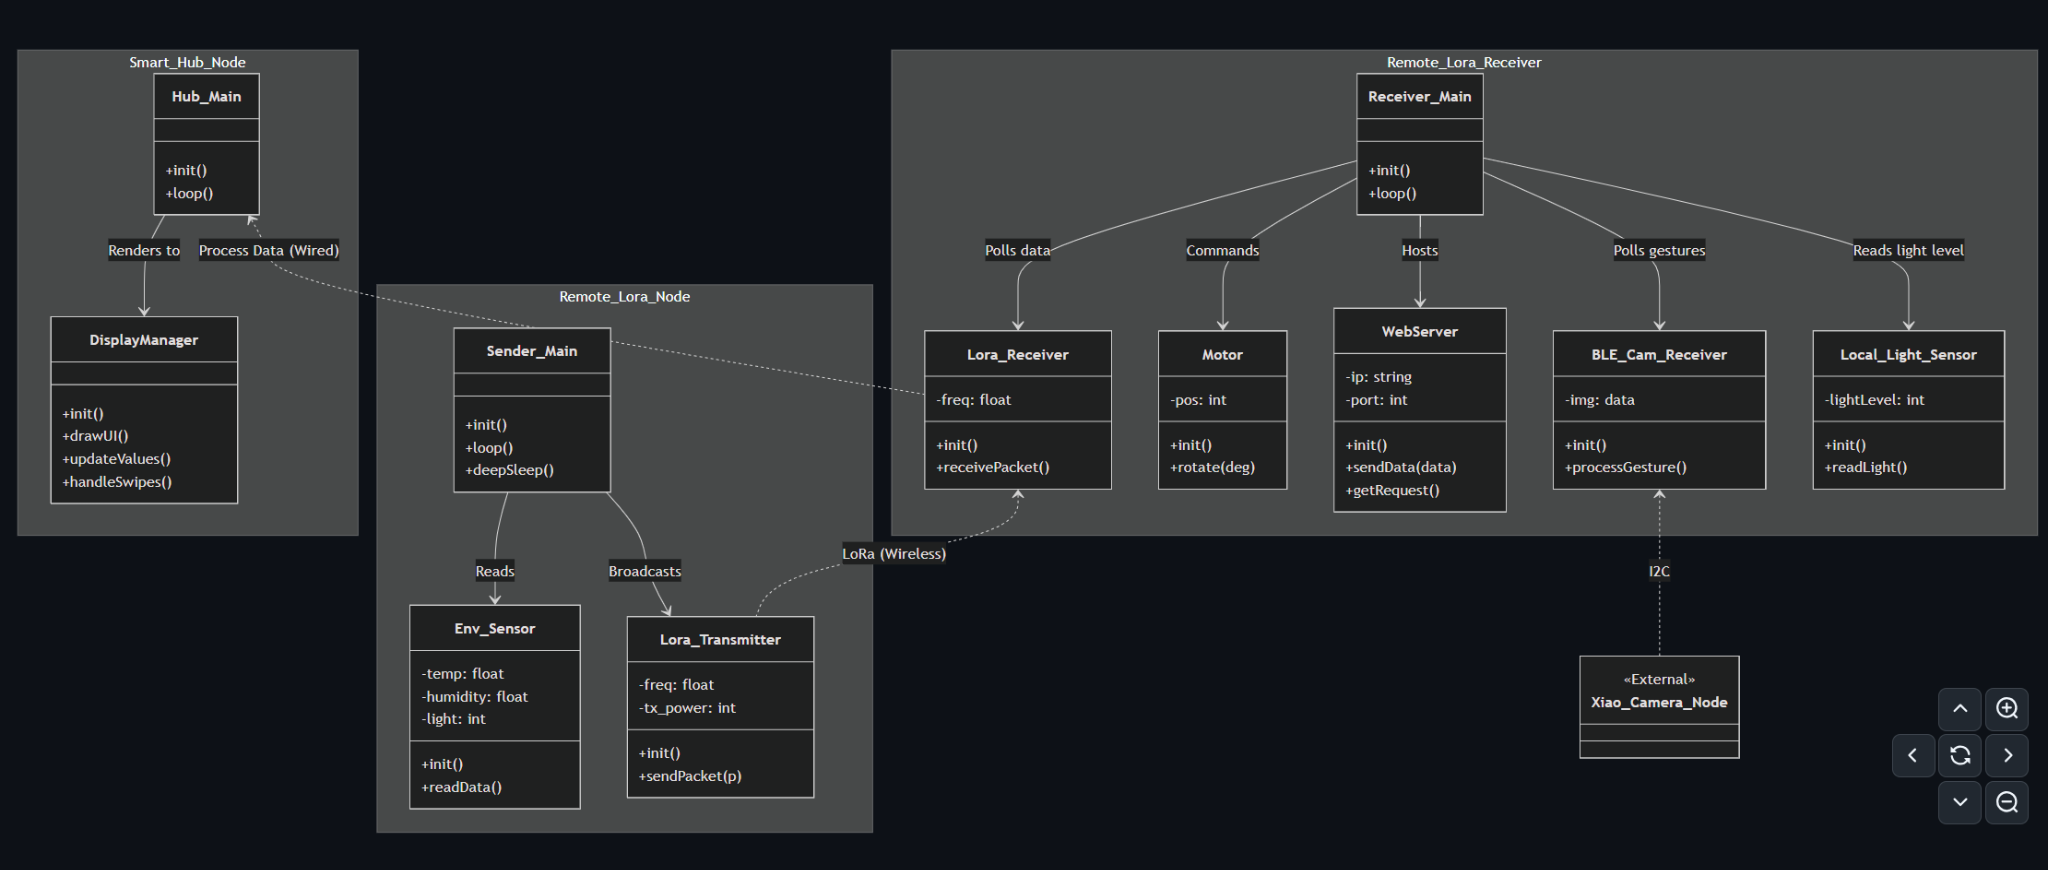 Smart_Hub_Node
Hub_Main
+init()
+loop()
Renders to
Process Data (Wired)
DisplayManager
+init()
+drawUI()
+updateValues()
+handleSwipes()
Remote_Lora_Node
Sender_Main
+init()
+loop()
+deepSleep()
Reads
Broadcasts
Env_Sensor
-temp: float
-humidity: float
-light: int
+init()
+readData()
Lora_Transmitter
-freq: float
-tx_power: int
+init()
+sendPacket(p)
LoRa (Wireless)
Remote_Lora_Receiver
Receiver_Main
+init()
+loop()
Polls data
Commands
Hosts
Polls gestures
Reads light level
Lora_Receiver
-freq: float
+init()
+receivePacket()
Motor
-pos: int
+init()
+rotate(deg)
WebServer
-ip: string
-port: int
+init()
+sendData(data)
+getRequest()
BLE_Cam_Receiver
-img: data
+init()
+processGesture()
Local_Light_Sensor
-lightLevel: int
+init()
+readLight()
I2C
«External»
Xiao_Camera_Node